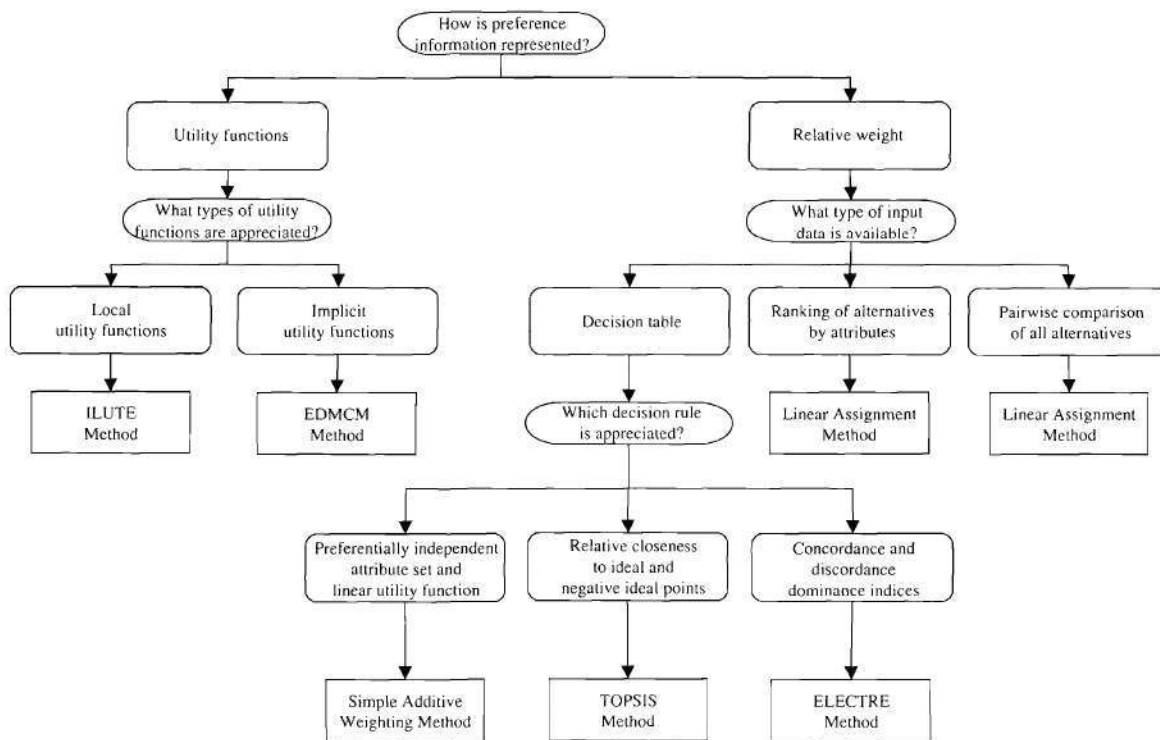 How is preference
information represented?
Utility functions
Relative weight
What types of utility
functions are appreciated?
What type of input
data is available?
Local
utility functions
Implicit
utility functions
Decision table
Ranking of alternatives
by attributes
Pairwise comparison
of all alternatives
ILUTE
Method
EDMCM
Method
Which decision rule
is appreciated?
Linear Assignment
Method
Linear Assignment
Method
Preferentially independent
attribute set and
linear utility function
Relative closeness
to ideal and
negative ideal points
Concordance and
discordance
dominance indices
Simple Additive
Weighting Method
TOPSIS
Method
ELECTRE
Method